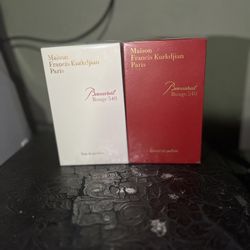 Maison
Francis Kurkdjian
Paris
Baccarat
Rouge 540
Eau de parfum
Maison
Francis Kurkdjian
Paris
Baccarat
Rouge 540
Extrait de parfum